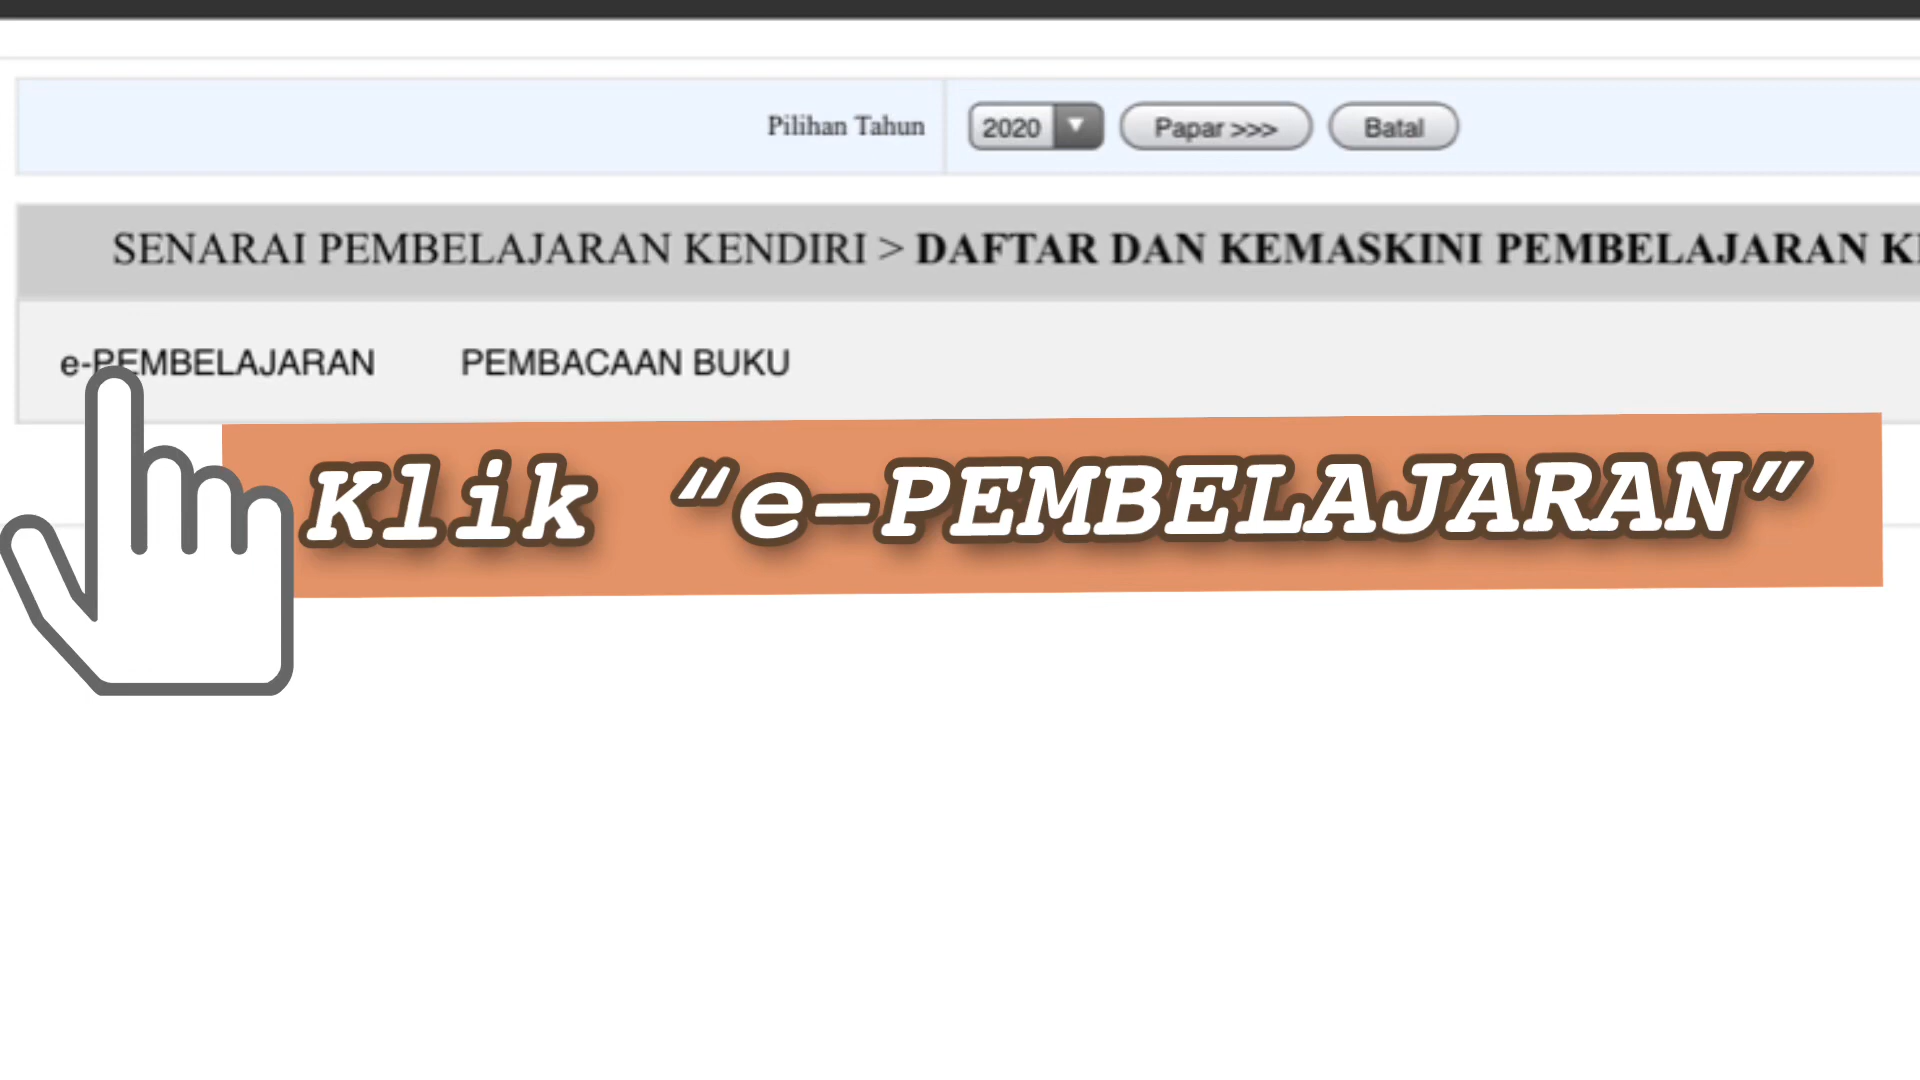 Pilihan Tahun 2020 Papar >>> Batal
SENARAI PEMBELAJARAN KENDIRI > DAFTAR DAN KEMASKINI PEMBELAJARAN
e-PEMBELAJARAN PEMBACAAN BUKU
Klik “e-PEMBELAJARAN”